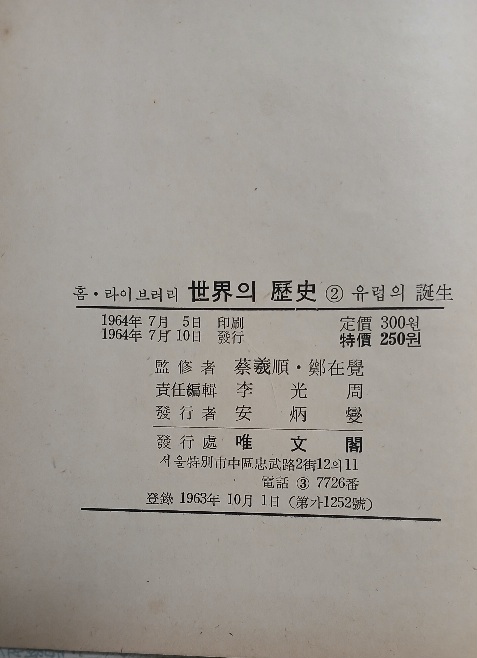 홈·라이브러리 世界의 歷史 ② 유럽의 誕生
1964年 7月 5日 印刷 定價 300원
1964年 7月 10日 發行 特價 250원
監修者 蔡羲順·鄭在覺
責任編輯 李光周
發行者 安炳燮
發行處 唯文閣
서울特別市中區忠武路2街12의11
電話 ③ 7726番
登錄 1963年 10月 1日 (第가1252號)